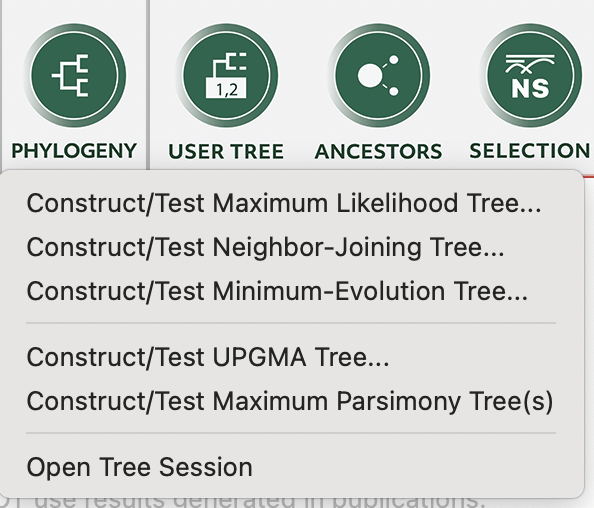 1,2
NS
PHYLOGENY USER TREE ANCESTORS SELECTION
Construct/Test Maximum Likelihood Tree...
Construct/Test Neighbor-Joining Tree...
Construct/Test Minimum-Evolution Tree...
Construct/Test UPGMA Tree...
Construct/Test Maximum Parsimony Tree(s)
Open Tree Session
use results generated in publications.